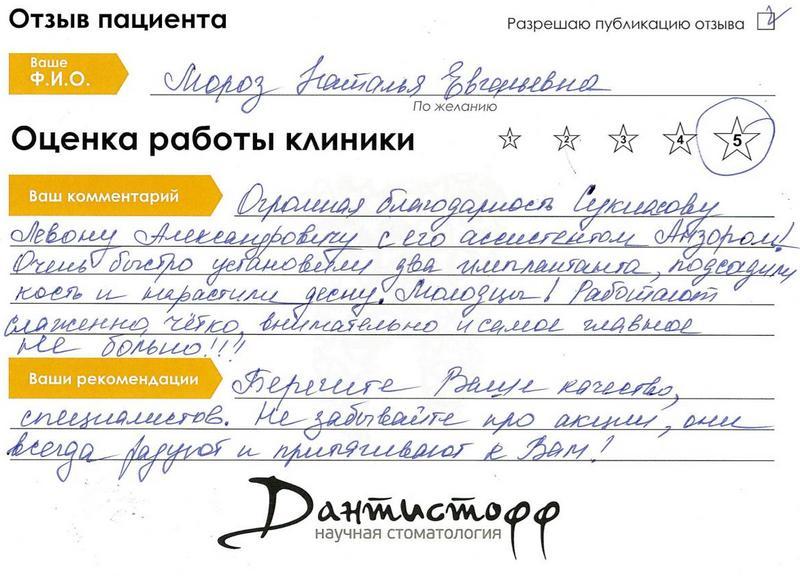 Отзыв пациента
Разрешаю публикацию отзыва
Ваше
Ф.И.О.
Мороз Наталья Евгеньевна
По желанию
Оценка работы клиники
1 2 3 4 5
Ваш комментарий
Огромная благодарность Сукиасову
Левону Александровичу с его ассистентом Анзором!
Очень быстро установили два имплантанта, подсадили
кость и нарастили десну. Молодцы! Работают
слаженно, чётко, внимательно и самое главное
не больно!!!
Ваши рекомендации
Берегите Ваше качество,
специалистов. Не забывайте про акции, они
всегда радуют и притягивают к Вам!
Дантистофф
научная стоматология